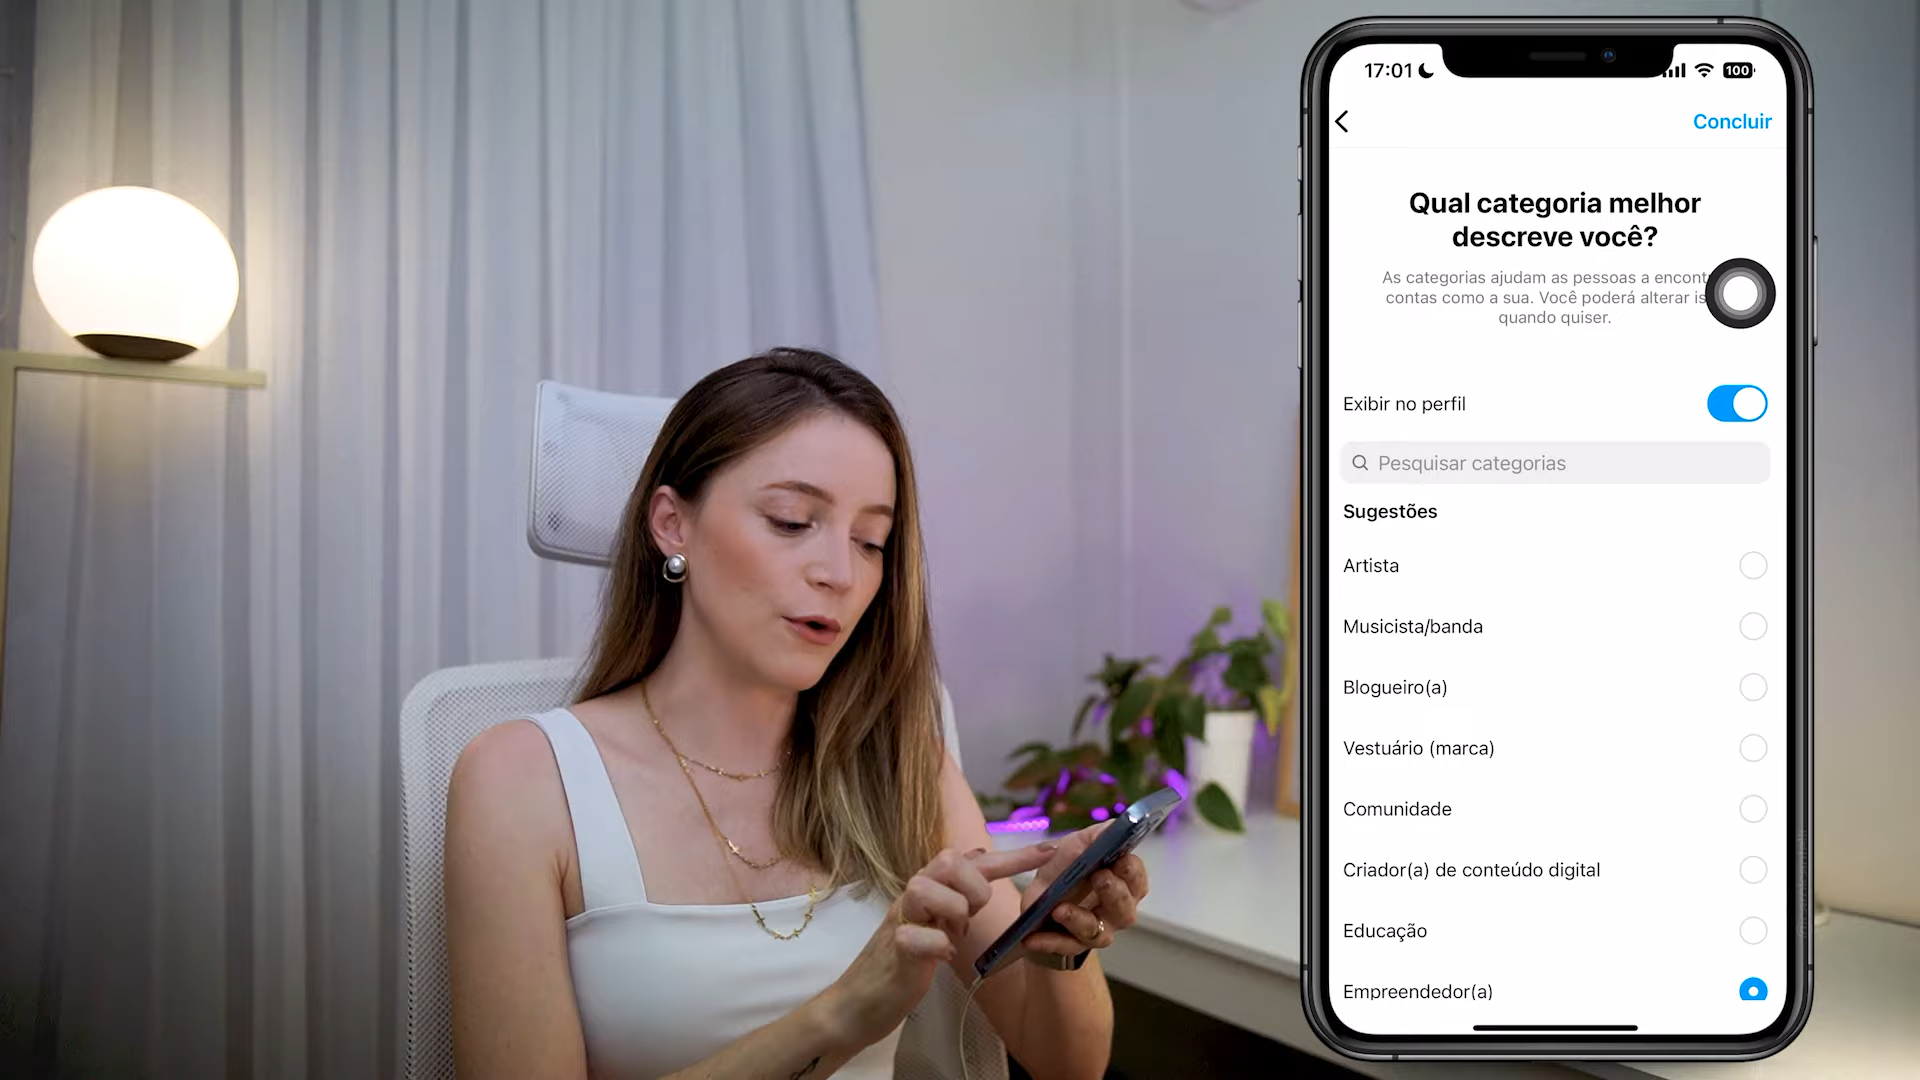 17:01
100
Concluir
Qual categoria melhor
descreve você?
As categorias ajudam as pessoas a encont
contas como a sua. Você poderá alterar is
quando quiser.
Exibir no perfil
Pesquisar categorias
Sugestões
Artista
Musicista/banda
Blogueiro(a)
Vestuário (marca)
Comunidade
Criador(a) de conteúdo digital
Educação
Empreendedor(a)